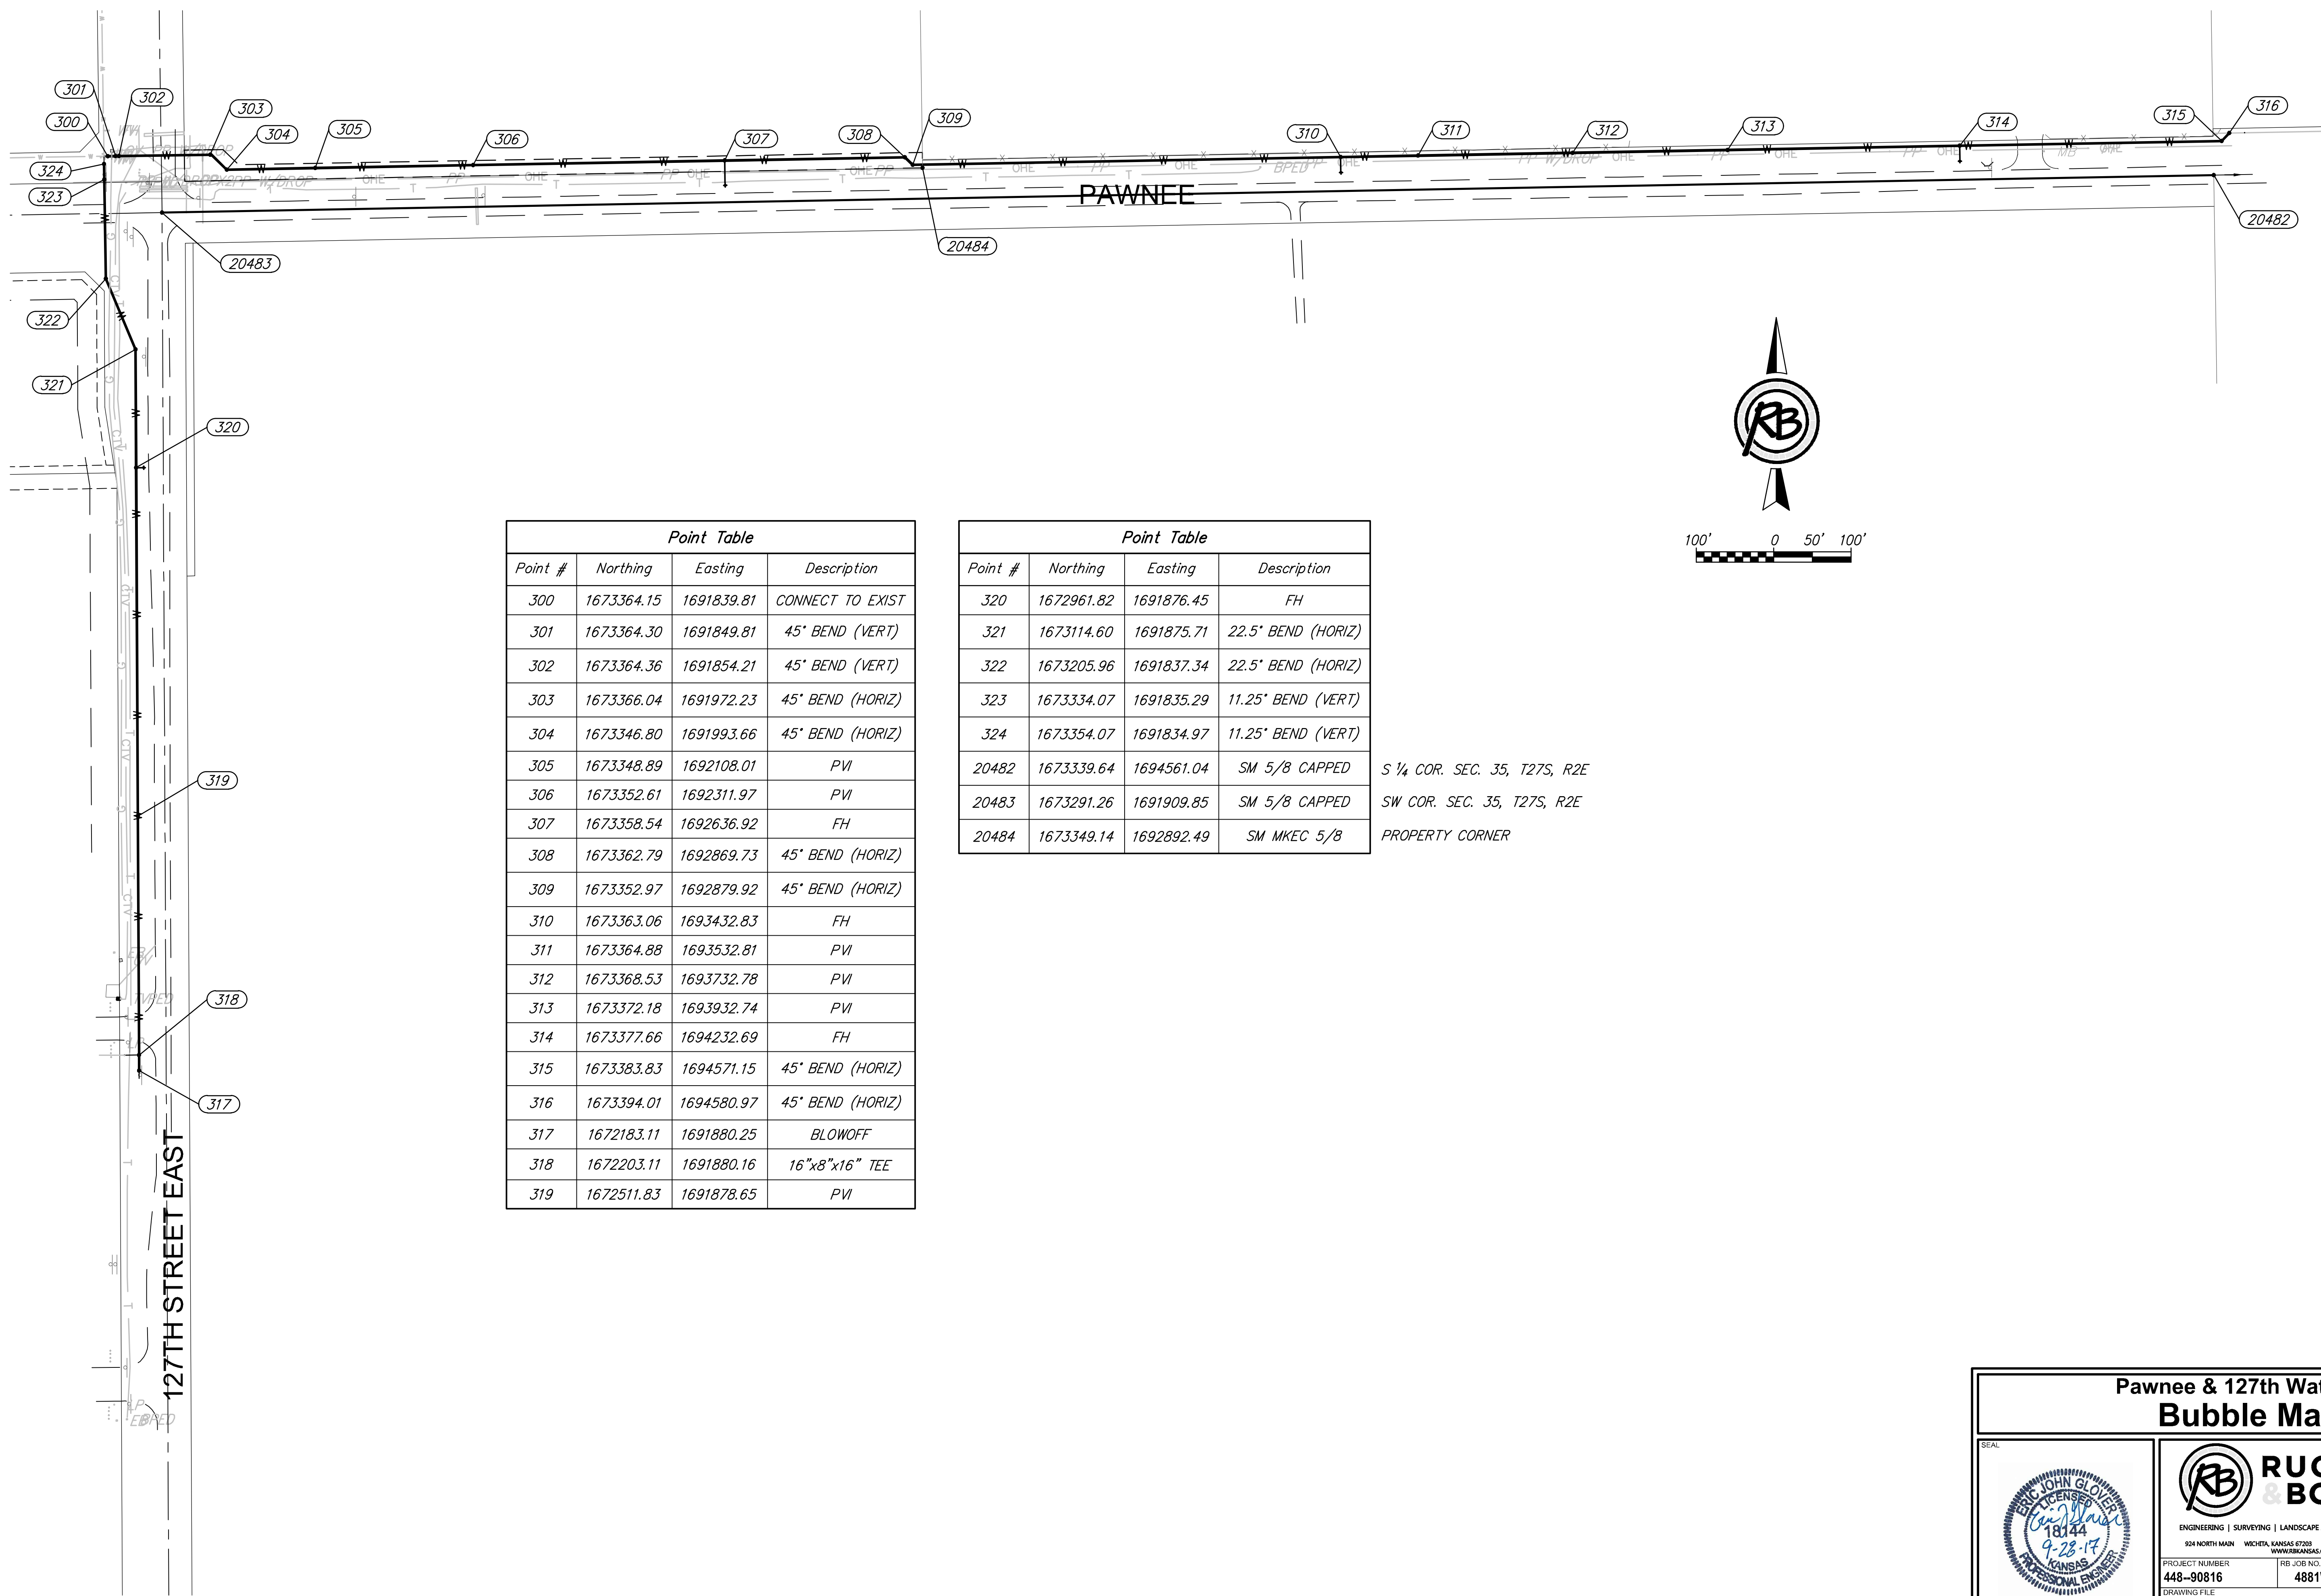 301
302
303
300
304
305
306
307
308
309
310
311
312
313
314
315
316
324
323
PAWNEE
20483
20484
20482
322
321
320
319
318
317
127TH STREET EAST
100' 0 50' 100'
Point Table
Point # Northing Easting Description
300 1673364.15 1691839.81 CONNECT TO EXIST
301 1673364.30 1691849.81 45° BEND (VERT)
302 1673364.36 1691854.21 45° BEND (VERT)
303 1673366.04 1691972.23 45° BEND (HORIZ)
304 1673346.80 1691993.66 45° BEND (HORIZ)
305 1673348.89 1692108.01 PVI
306 1673352.61 1692311.97 PVI
307 1673358.54 1692636.92 FH
308 1673362.79 1692869.73 45° BEND (HORIZ)
309 1673352.97 1692879.92 45° BEND (HORIZ)
310 1673363.06 1693432.83 FH
311 1673364.88 1693532.81 PVI
312 1673368.53 1693732.78 PVI
313 1673372.18 1693932.74 PVI
314 1673377.66 1694232.69 FH
315 1673383.83 1694571.15 45° BEND (HORIZ)
316 1673394.01 1694580.97 45° BEND (HORIZ)
317 1672183.11 1691880.25 BLOWOFF
318 1672203.11 1691880.16 16"x8"x16" TEE
319 1672511.83 1691878.65 PVI
Point Table
Point # Northing Easting Description
320 1672961.82 1691876.45 FH
321 1673114.60 1691875.71 22.5° BEND (HORIZ)
322 1673205.96 1691837.34 22.5° BEND (HORIZ)
323 1673334.07 1691835.29 11.25° BEND (VERT)
324 1673354.07 1691834.97 11.25° BEND (VERT)
20482 1673339.64 1694561.04 SM 5/8 CAPPED S 1/4 COR. SEC. 35, T27S, R2E
20483 1673291.26 1691909.85 SM 5/8 CAPPED SW COR. SEC. 35, T27S, R2E
20484 1673349.14 1692892.49 SM MKEC 5/8 PROPERTY CORNER
RB
Pawnee & 127th Wat
Bubble Ma
SEAL
ERIC JOHN GLOVER
LICENSED
18144
9-28-17
KANSAS
PROFESSIONAL ENGINEER
RB
RUG
& BO
ENGINEERING | SURVEYING | LANDSCAPE
924 NORTH MAIN WICHITA, KANSAS 67203
WWW.RBKANSAS.
PROJECT NUMBER
448--90816
RB JOB NO.
4881
DRAWING FILE